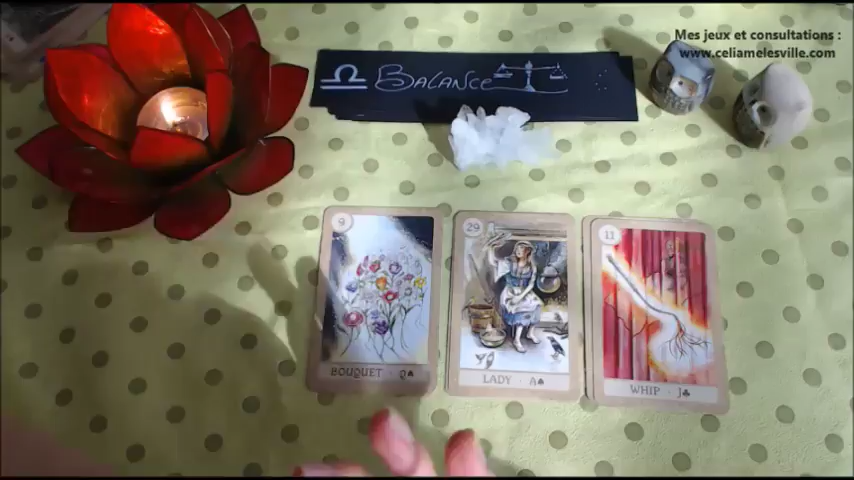 Mes jeux et consultations :
www.celiamelesville.com
♎ BALANCE
9
BOUQUET · Q♠
29
LADY · A♠
11
WHIP · J♣